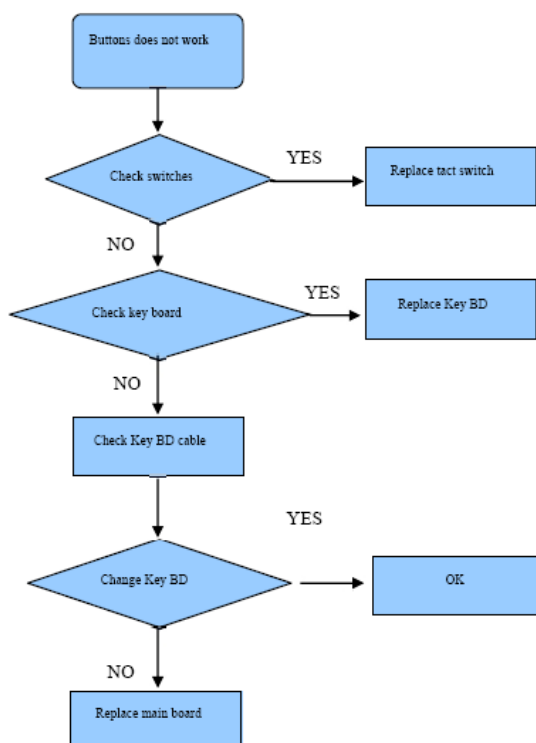 Buttons does not work
YES
Check switches
Replace tact switch
NO
YES
Check key board
Replace Key BD
NO
Check Key BD cable
YES
Change Key BD
OK
NO
Replace main board